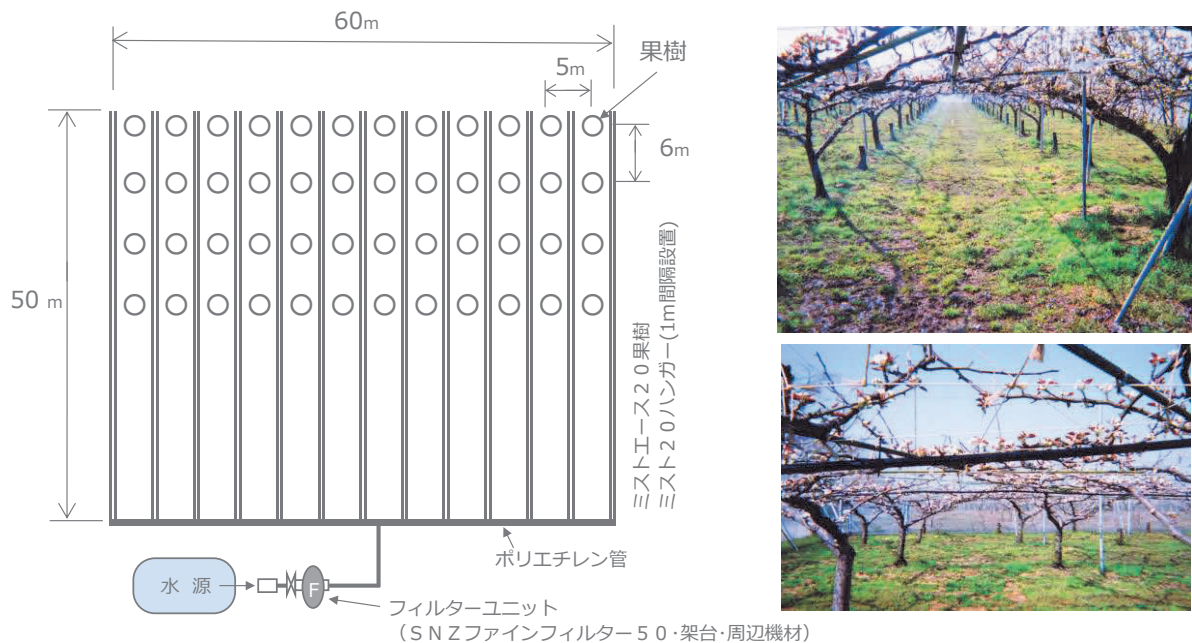 60m
果樹
5m
6m
50 m
ミストエース20果樹
ミスト20ハンガー(1m間隔設置)
ポリエチレン管
水 源
F
フィルターユニット
(SNZファインフィルター50・架台・周辺機材)